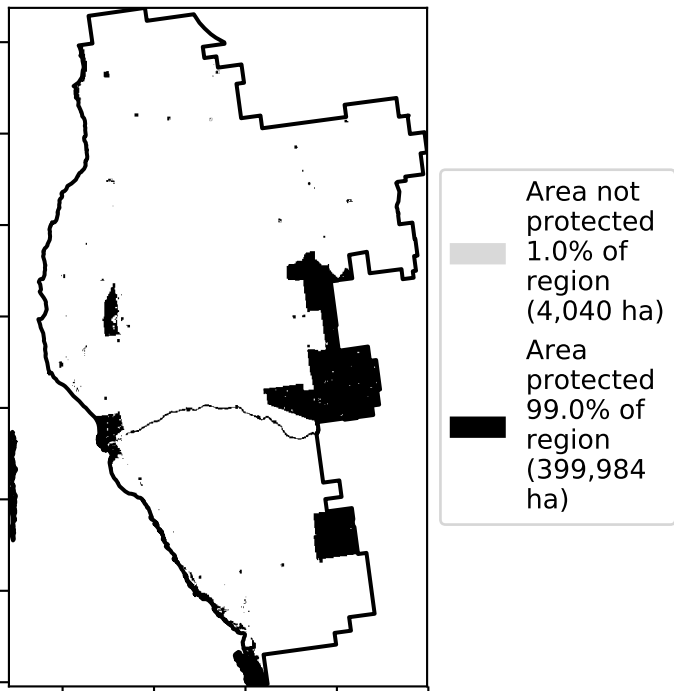 Area not
protected
1.0% of
region
(4,040 ha)
Area
protected
99.0% of
region
(399,984
ha)